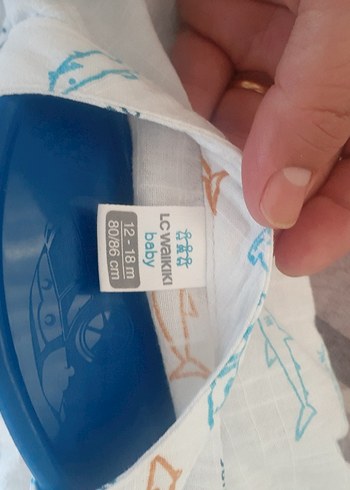 LC WAIKIKI
baby
12 - 18 m
80/86 cm